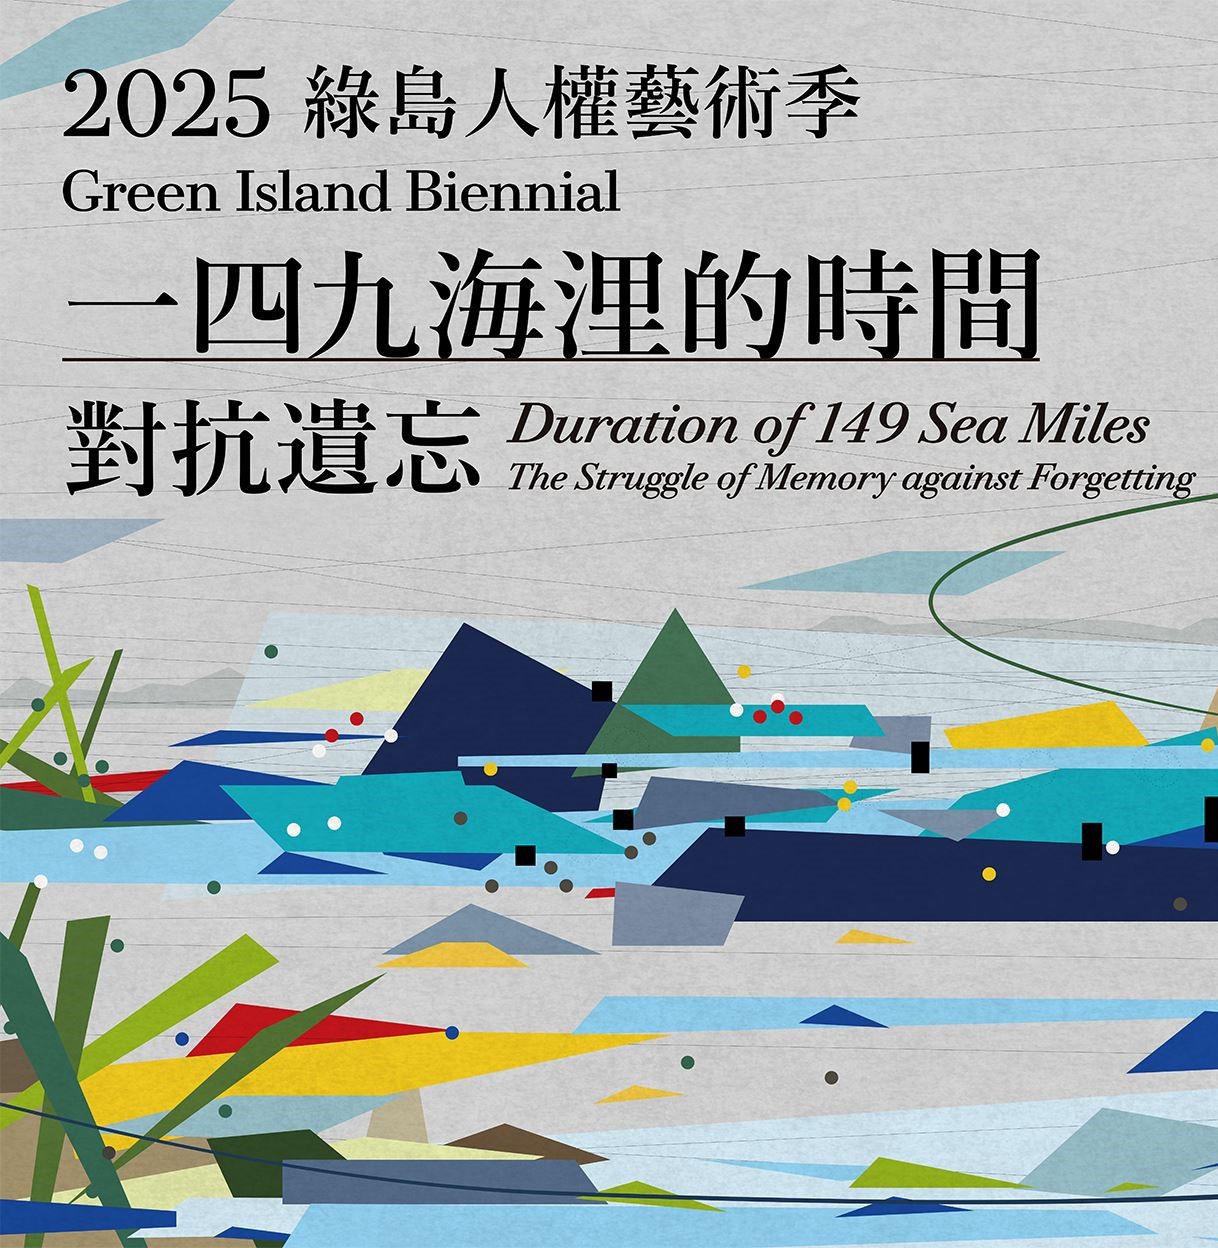 2025 綠島人權藝術季
Green Island Biennial
一四九海浬的時間
對抗遺忘 Duration of 149 Sea Miles
The Struggle of Memory against Forgetting